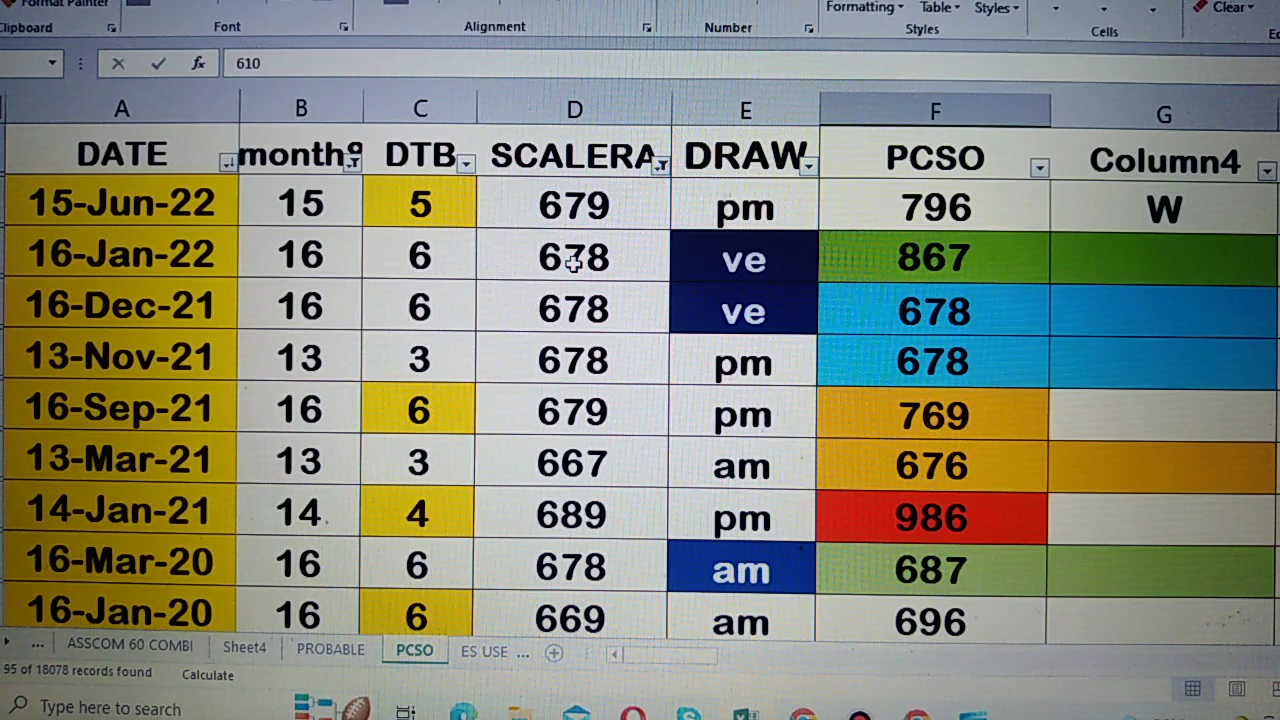 Format Painter Formatting Table Styles Clear
Clipboard Font Alignment Number Styles Cells
fx 610
A B C D E F G
DATE months DTB SCALERA DRAW PCSO Column4
15-Jun-22 15 5 679 pm 796 W
16-Jan-22 16 6 678 ve 867
16-Dec-21 16 6 678 ve 678
13-Nov-21 13 3 678 pm 678
16-Sep-21 16 6 679 pm 769
13-Mar-21 13 3 667 am 676
14-Jan-21 14 4 689 pm 986
16-Mar-20 16 6 678 am 687
16-Jan-20 16 6 669 am 696
... ASSCOM 60 COMBI Sheet4 PROBABLE PCSO ES USE ...
95 of 18078 records found Calculate
Type here to search